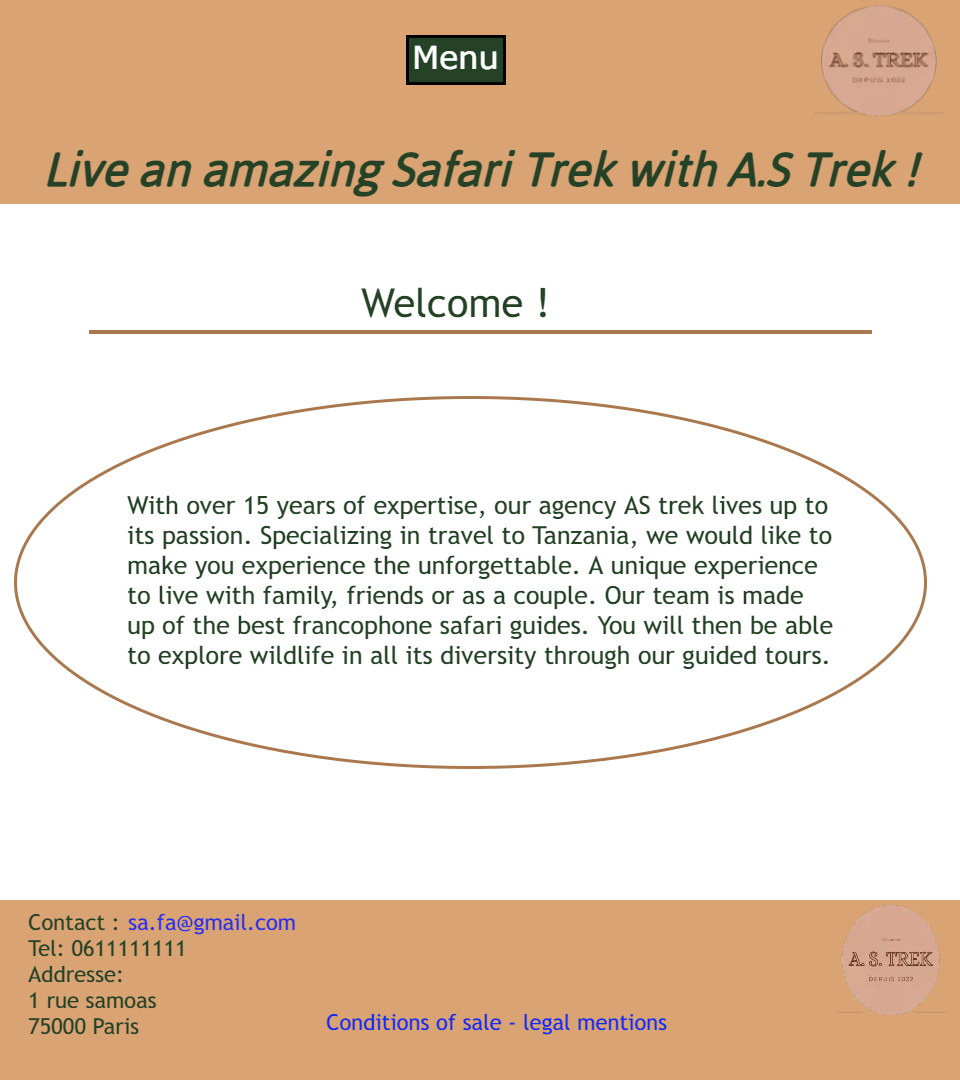 Menu
A. S. TREK
DEPUIS 2022
Live an amazing Safari Trek with A.S Trek !
Welcome !
With over 15 years of expertise, our agency AS trek lives up to
its passion. Specializing in travel to Tanzania, we would like to
make you experience the unforgettable. A unique experience
to live with family, friends or as a couple. Our team is made
up of the best francophone safari guides. You will then be able
to explore wildlife in all its diversity through our guided tours.
Contact : sa.fa@gmail.com
Tel: 0611111111
Addresse:
1 rue samoas
75000 Paris
Conditions of sale - legal mentions
A. S. TREK
DEPUIS 2022